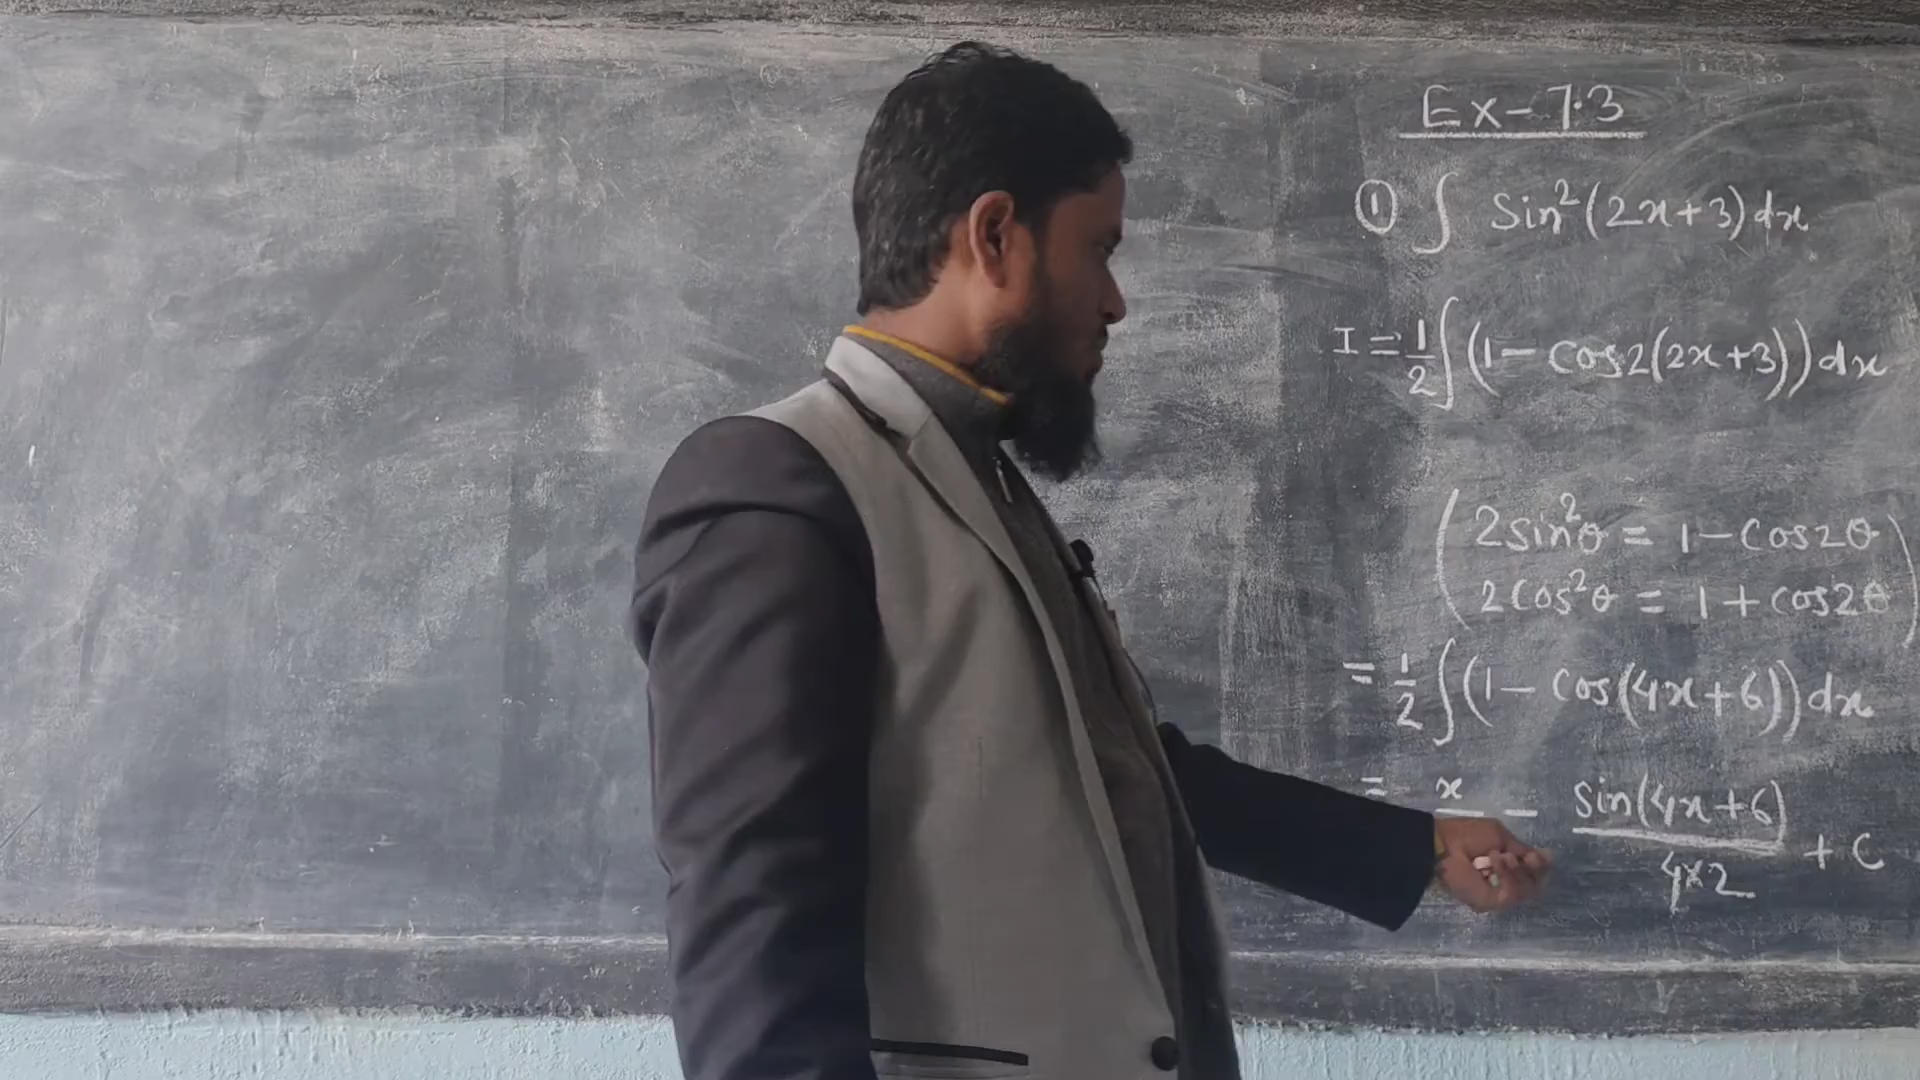 Ex-7.3
① ∫ Sin²(2x+3)dx
I = 1/2 ∫(1- cos2(2x+3))dx
(2sin²θ = 1-cos2θ
2cos²θ = 1+cos2θ)
= 1/2 ∫(1- cos(4x+6))dx
= x - sin(4x+6)/4×2 + C